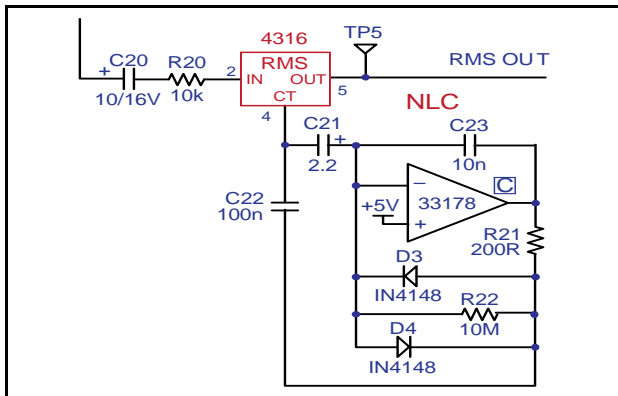 TP5
4316
C20
R20
RMS
RMS OUT
+
2
IN
OUT
5
10/16V
10k
CT
NLC
4
C21
+
C23
2.2
10n
C22
100n
–
C
+5V
33178
+
R21
200R
D3
IN4148
R22
10M
D4
IN4148